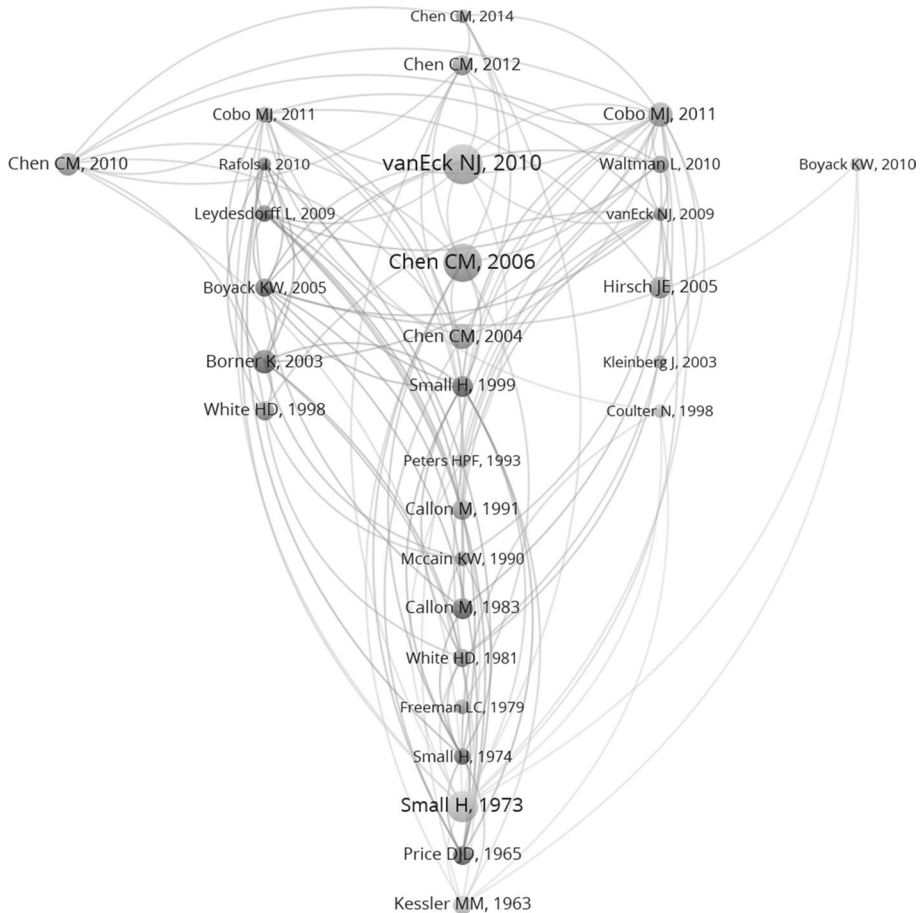 Chen CM, 2014
Chen CM, 2012
Cobo MJ, 2011
Cobo MJ, 2011
Chen CM, 2010
Rafols I, 2010
vanEck NJ, 2010
Waltman L, 2010
Boyack KW, 2010
Leydesdorff L, 2009
vanEck NJ, 2009
Chen CM, 2006
Boyack KW, 2005
Hirsch JE, 2005
Chen CM, 2004
Borner K, 2003
Kleinberg J, 2003
Small H, 1999
White HD, 1998
Coulter N, 1998
Peters HPF, 1993
Callon M, 1991
Mccain KW, 1990
Callon M, 1983
White HD, 1981
Freeman LC, 1979
Small H, 1974
Small H, 1973
Price DJD, 1965
Kessler MM, 1963